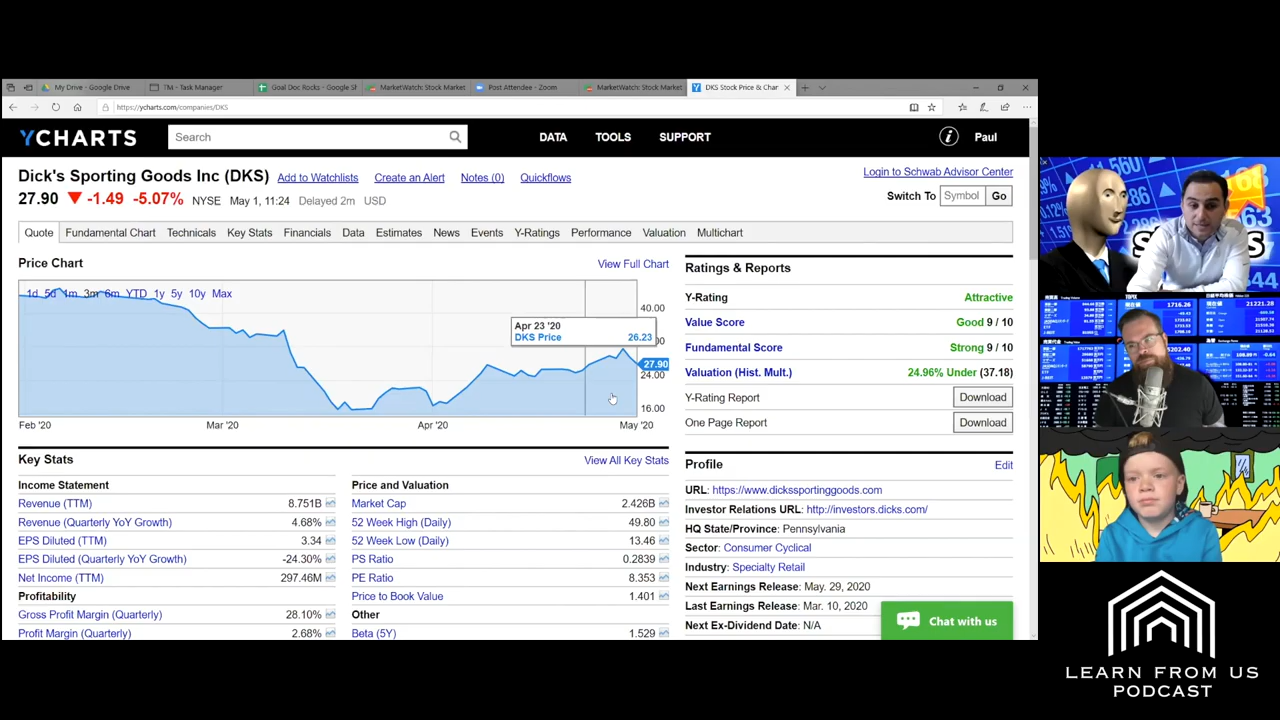 My Drive - Google Drive
TM - Task Manager
Goal Doc Rocks - Google Sh
MarketWatch: Stock Market
Post Attendee - Zoom
MarketWatch: Stock Market
DKS Stock Price & Char
https://ycharts.com/companies/DKS
YCHARTS
Search
DATA TOOLS SUPPORT
Paul
Dick's Sporting Goods Inc (DKS) Add to Watchlists Create an Alert Notes (0) Quickflows
Login to Schwab Advisor Center
27.90 -1.49 -5.07% NYSE May 1, 11:24 Delayed 2m USD
Switch To Symbol Go
Quote Fundamental Chart Technicals Key Stats Financials Data Estimates News Events Y-Ratings Performance Valuation Multichart
Price Chart View Full Chart
1d 5d 1m 3m 6m YTD 1y 5y 10y Max
40.00
Apr 23 '20
DKS Price 26.23
27.90
24.00
16.00
Feb '20 Mar '20 Apr '20 May '20
Key Stats View All Key Stats
Income Statement
Revenue (TTM) 8.751B
Revenue (Quarterly YoY Growth) 4.68%
EPS Diluted (TTM) 3.34
EPS Diluted (Quarterly YoY Growth) -24.30%
Net Income (TTM) 297.46M
Profitability
Gross Profit Margin (Quarterly) 28.10%
Profit Margin (Quarterly) 2.68%
Price and Valuation
Market Cap 2.426B
52 Week High (Daily) 49.80
52 Week Low (Daily) 13.46
PS Ratio 0.2839
PE Ratio 8.353
Price to Book Value 1.401
Other
Beta (5Y) 1.529
Ratings & Reports
Y-Rating Attractive
Value Score Good 9 / 10
Fundamental Score Strong 9 / 10
Valuation (Hist. Mult.) 24.96% Under (37.18)
Y-Rating Report Download
One Page Report Download
Profile Edit
URL: https://www.dickssportinggoods.com
Investor Relations URL: http://investors.dicks.com/
HQ State/Province: Pennsylvania
Sector: Consumer Cyclical
Industry: Specialty Retail
Next Earnings Release: May. 29, 2020
Last Earnings Release: Mar. 10, 2020
Next Ex-Dividend Date: N/A
Chat with us
TOPIX
1716.26
21221.28
LEARN FROM US
PODCAST